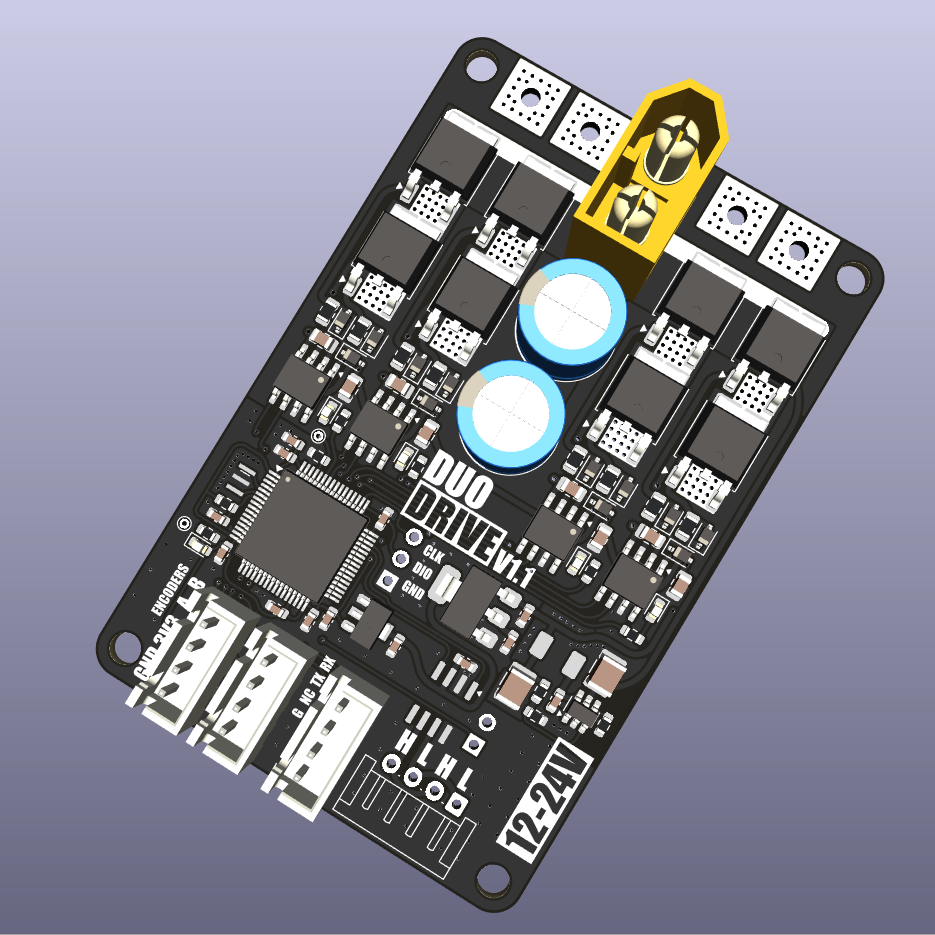 DUO
DRIVE V1.1
CLK
DIO
GND
ENCODERS
A B
GND 3V3
G NC TX RX
H L H L
12-24V